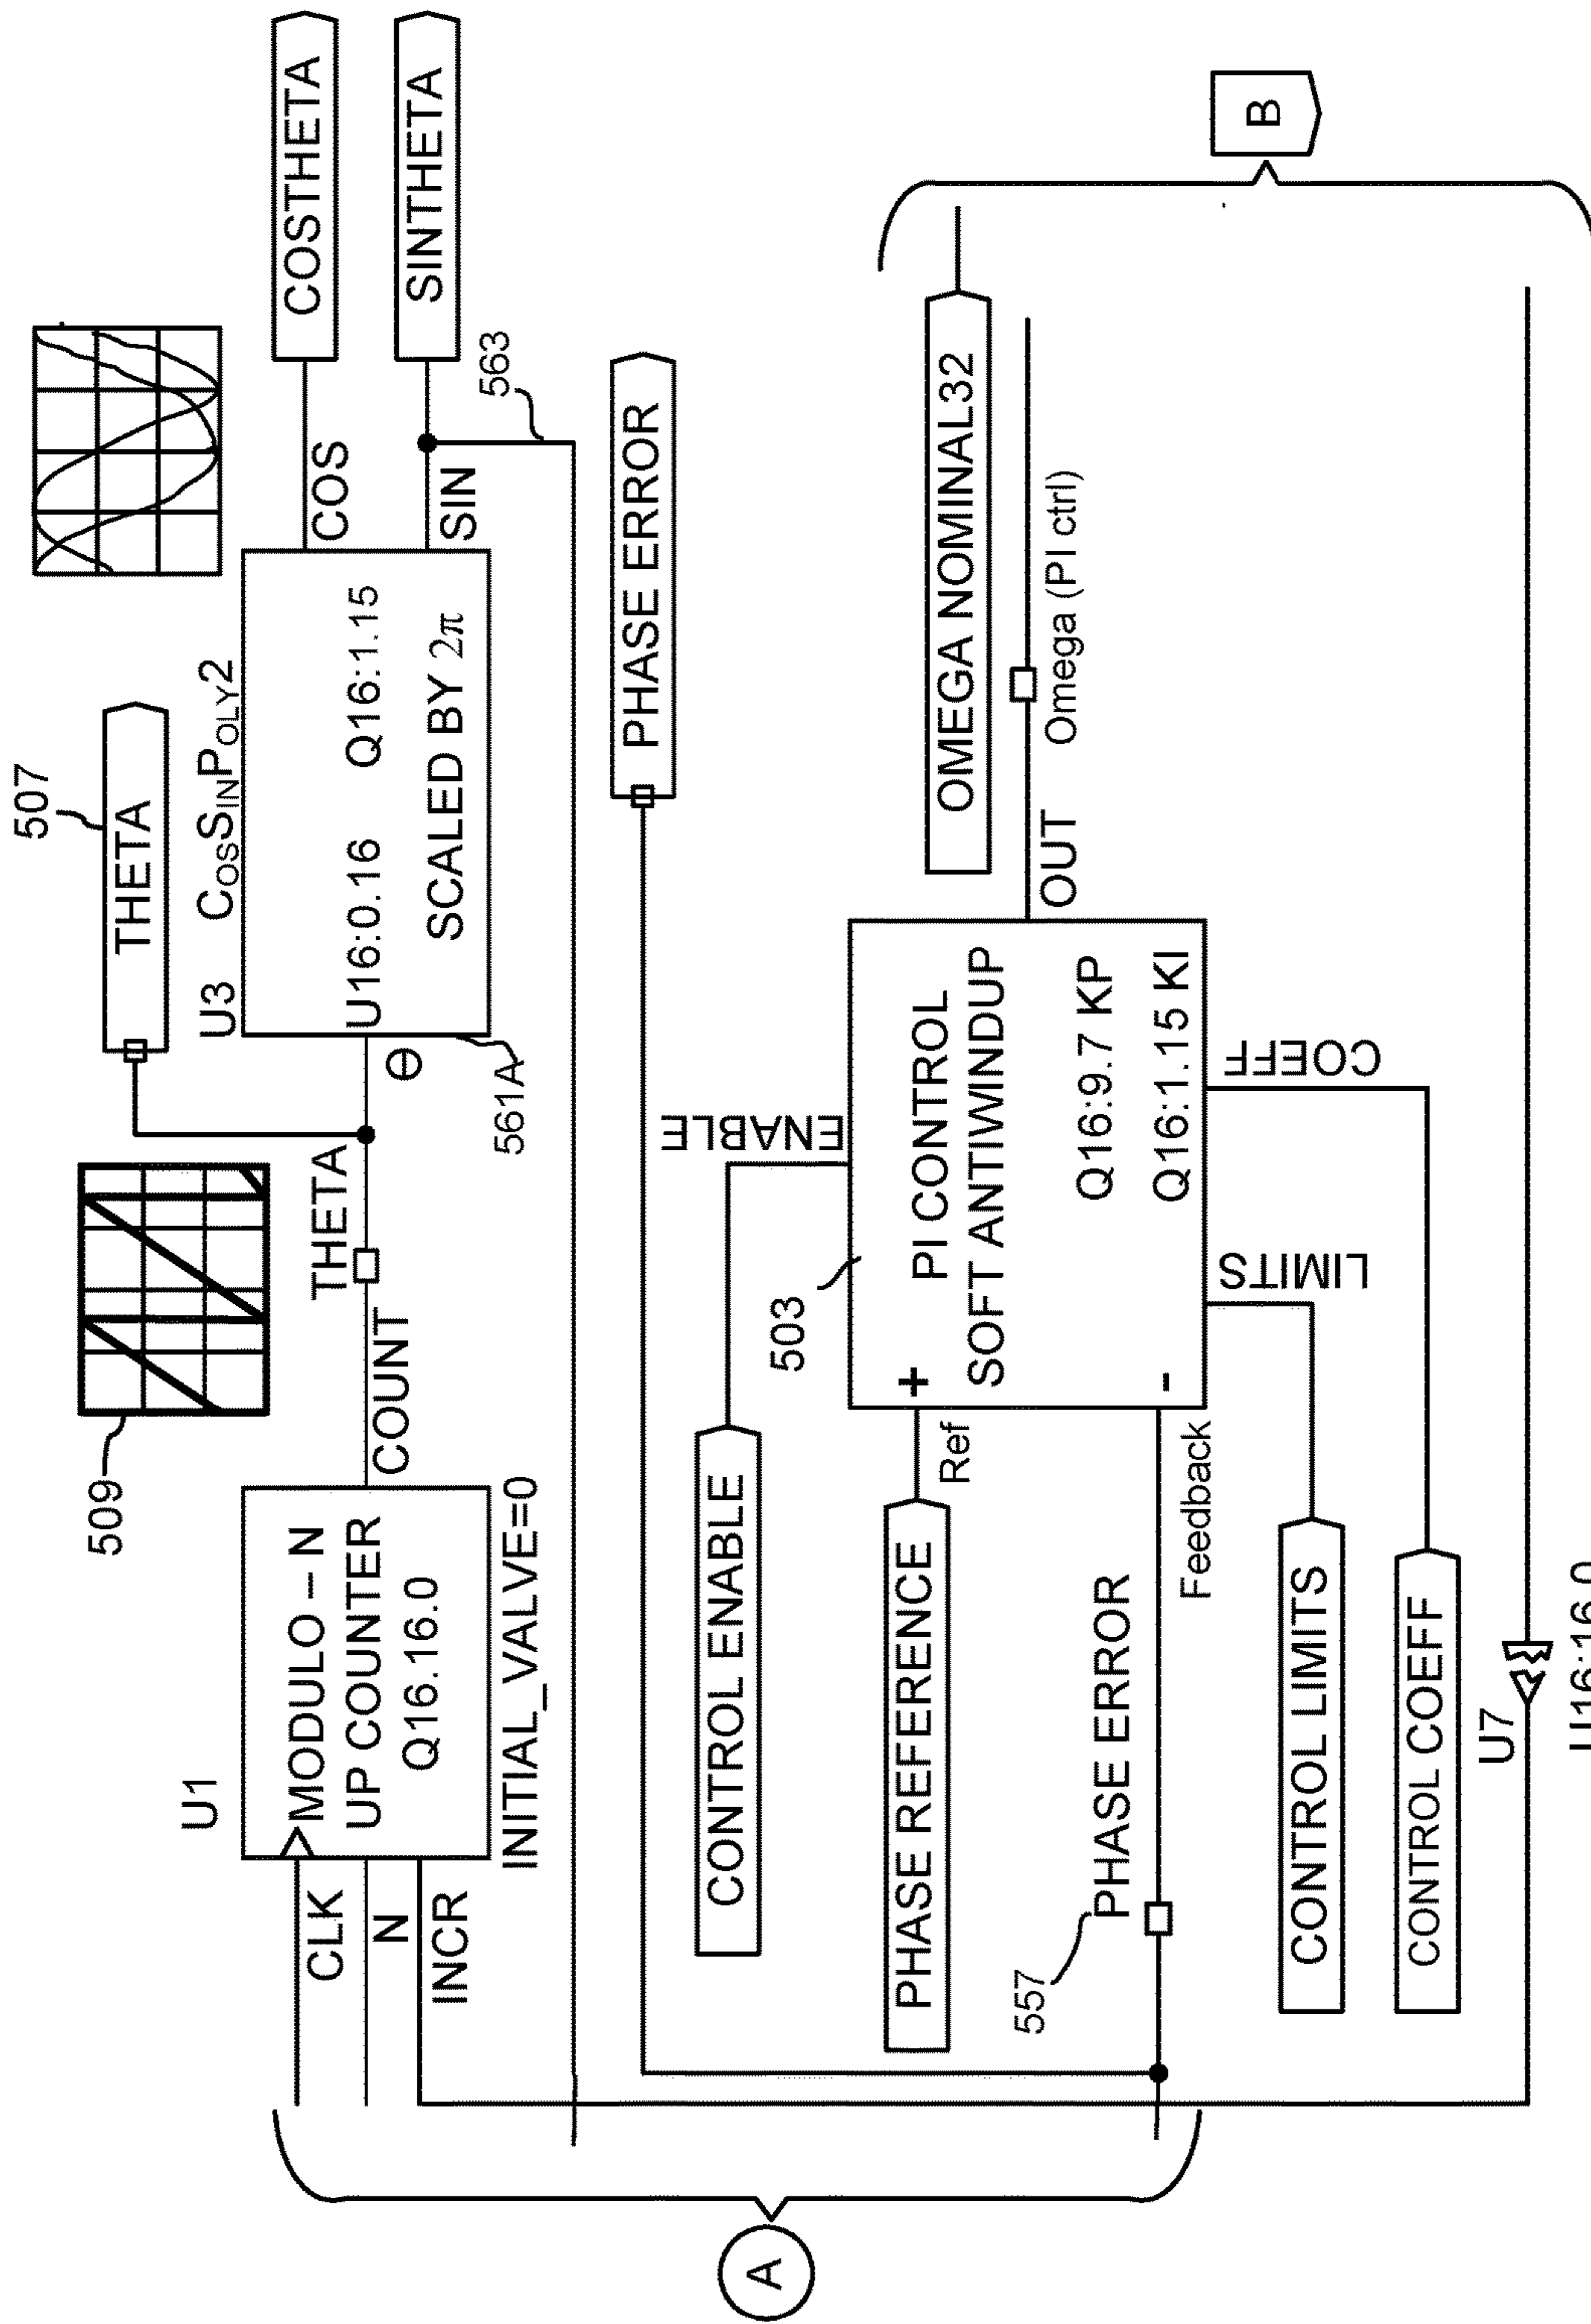 507
THETA
509
THETA
COUNT
U1
MODULO – N
UP COUNTER
Q16.16.0
INITIAL_VALVE=0
CLK
N
INCR
U3
COSSINPOLY2
U16:0.16 Q16:1.15
SCALED BY 2π
Θ
561A
COS
SIN
COSTHETA
SINTHETA
563
PHASE ERROR
A
CONTROL ENABLE
ENABLE
503
PI CONTROL
SOFT ANTIWINDUP
Q16:9.7 KP
Q16:1.15 KI
+
-
PHASE REFERENCE
Ref
557
PHASE ERROR
Feedback
OMEGA NOMINAL32
OUT
Omega (PI ctrl)
LIMITS
COEFF
CONTROL LIMITS
CONTROL COEFF
U7
U16:16.0
B